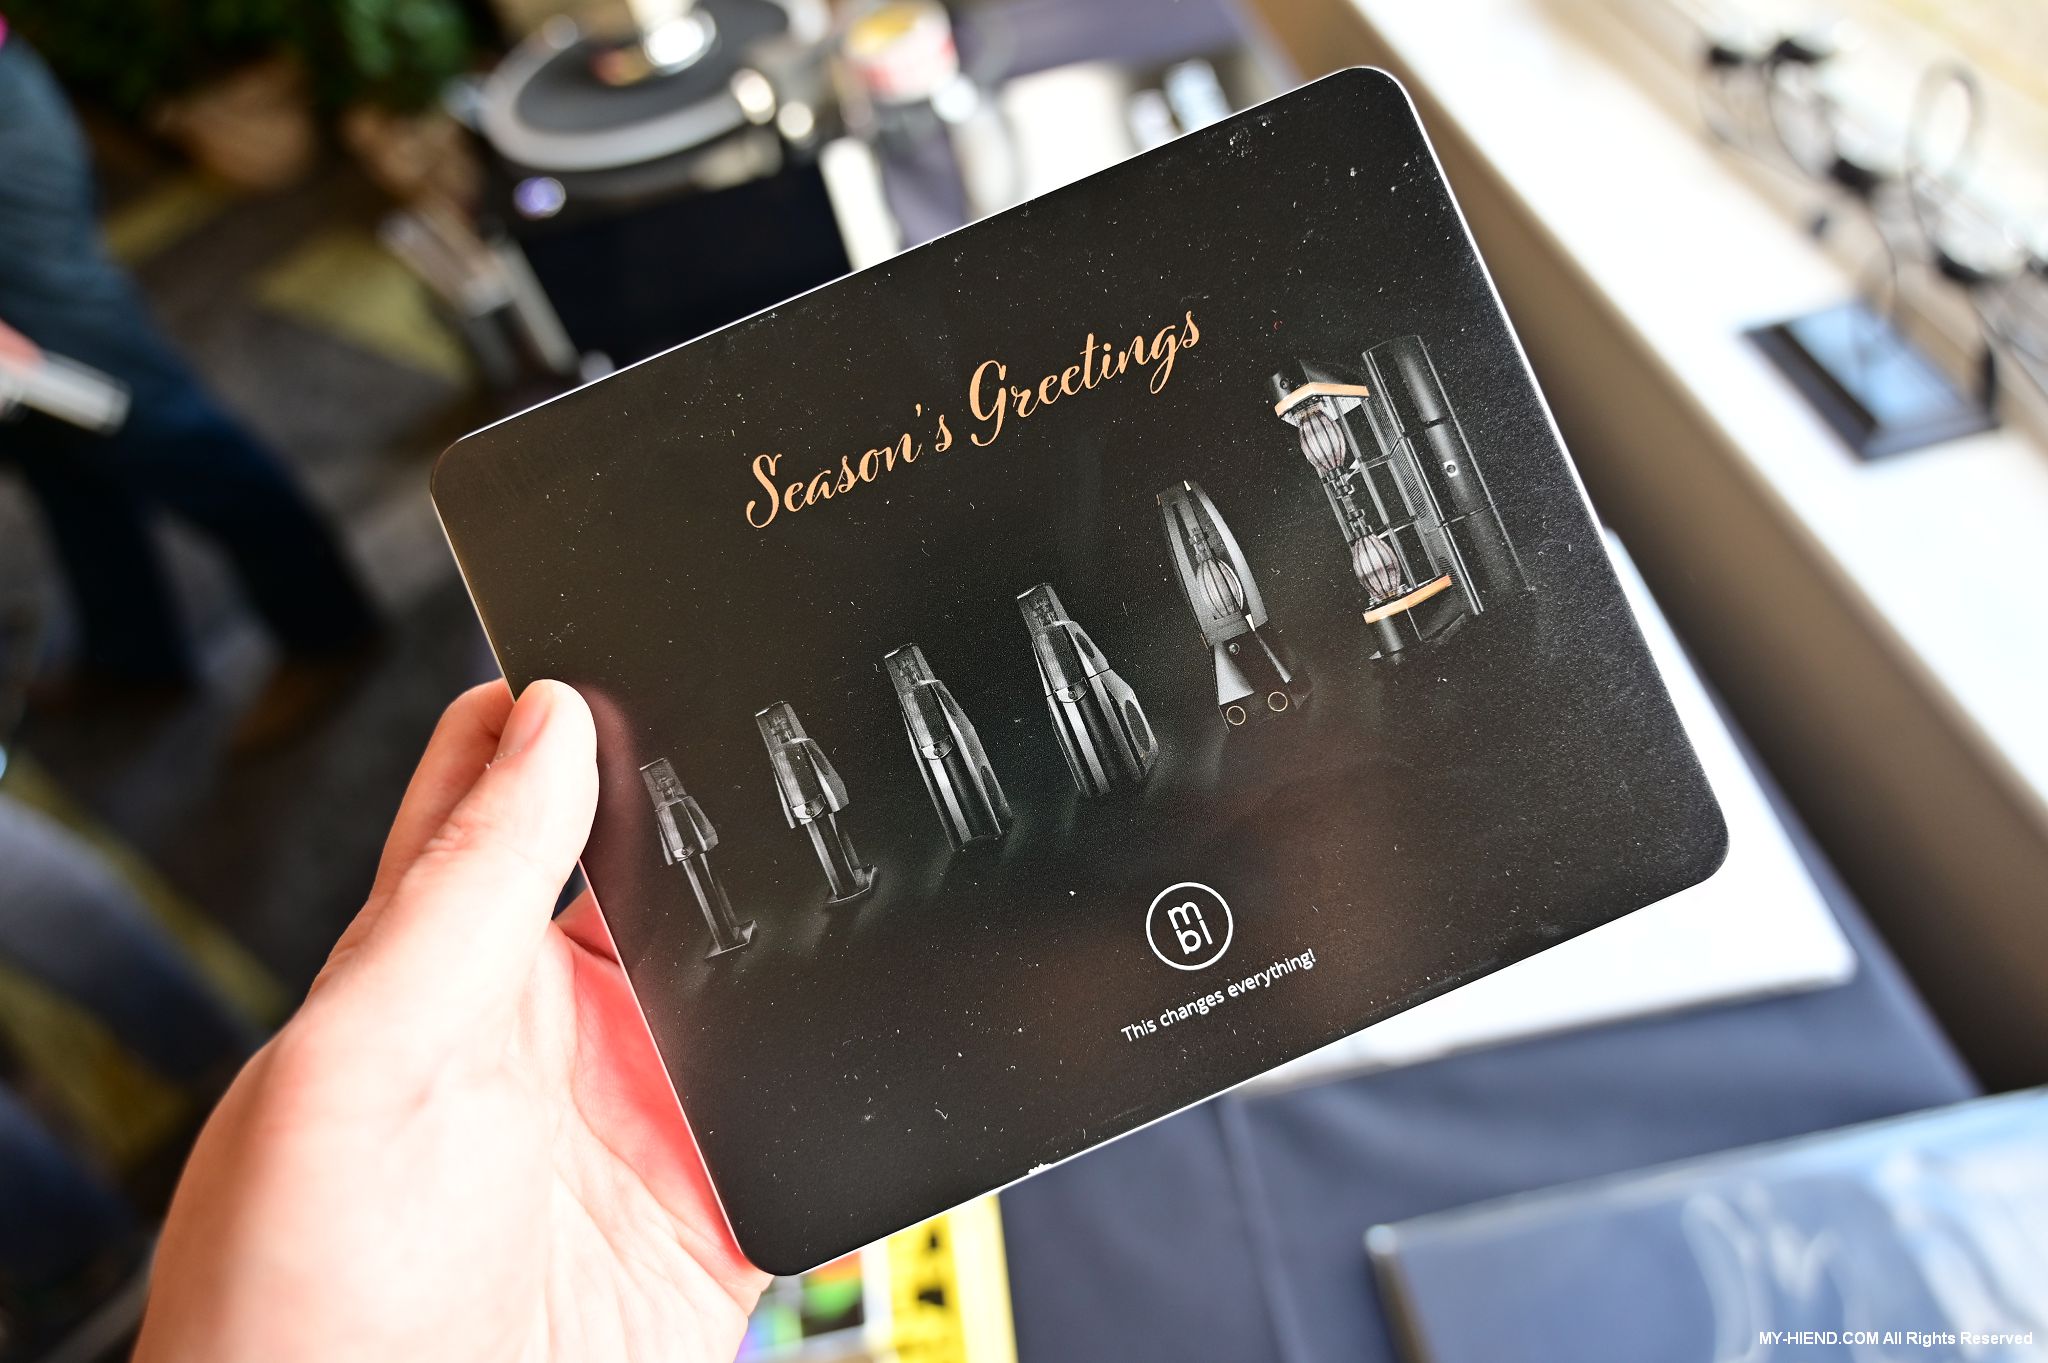 Season's Greetings
mbl
This changes everything!
MY-HIEND.COM All Rights Reserved